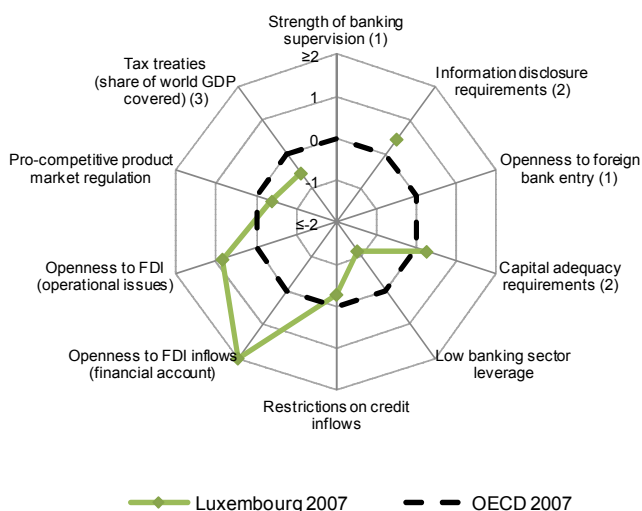 Strength of banking
supervision (1)
≥2
1
0
-1
≤-2
Information disclosure
requirements (2)
Openness to foreign
bank entry (1)
Capital adequacy
requirements (2)
Low banking sector
leverage
Restrictions on credit
inflows
Openness to FDI inflows
(financial account)
Openness to FDI
(operational issues)
Pro-competitive product
market regulation
Tax treaties
(share of world GDP
covered) (3)
Luxembourg 2007
OECD 2007